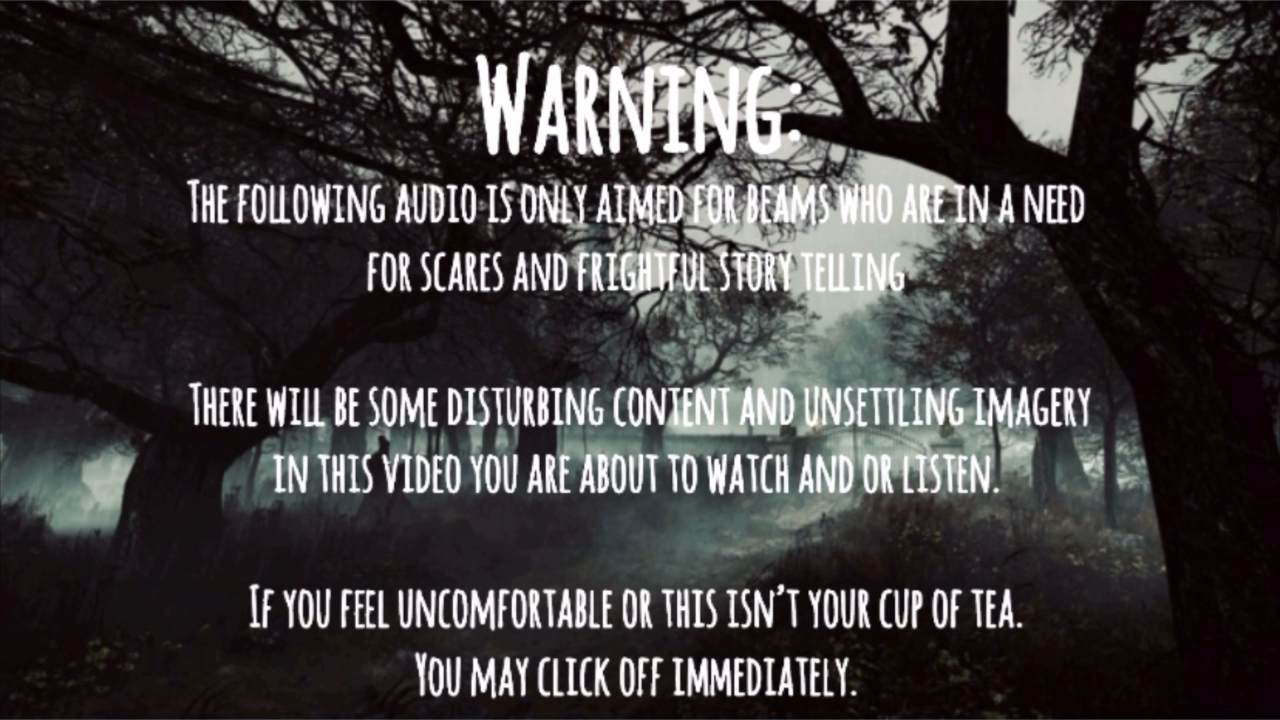 Warning:
The following audio is only aimed for beams who are in a need
for scares and frightful story telling
There will be some disturbing content and unsettling imagery
in this video you are about to watch and or listen.
If you feel uncomfortable or this isn't your cup of tea.
You may click off immediately.